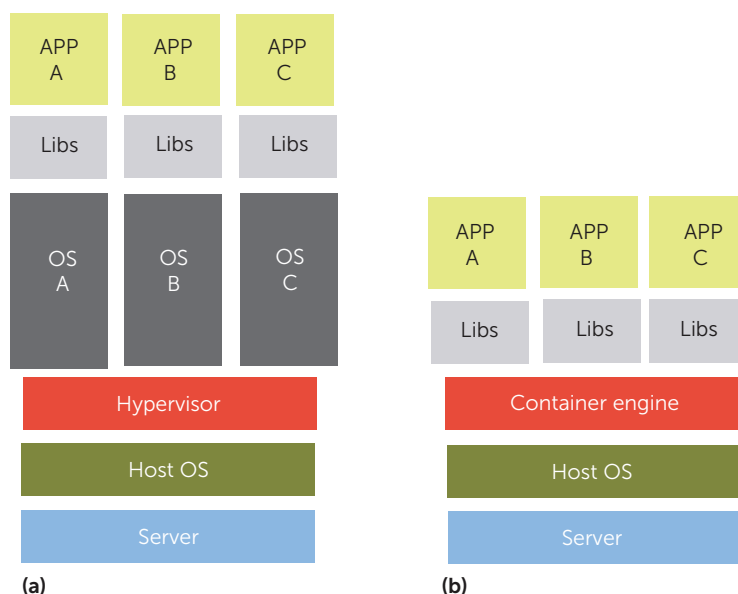 APP
A
APP
B
APP
C
Libs
Libs
Libs
OS
A
OS
B
OS
C
Hypervisor
Host OS
Server
(a)
APP
A
APP
B
APP
C
Libs
Libs
Libs
Container engine
Host OS
Server
(b)